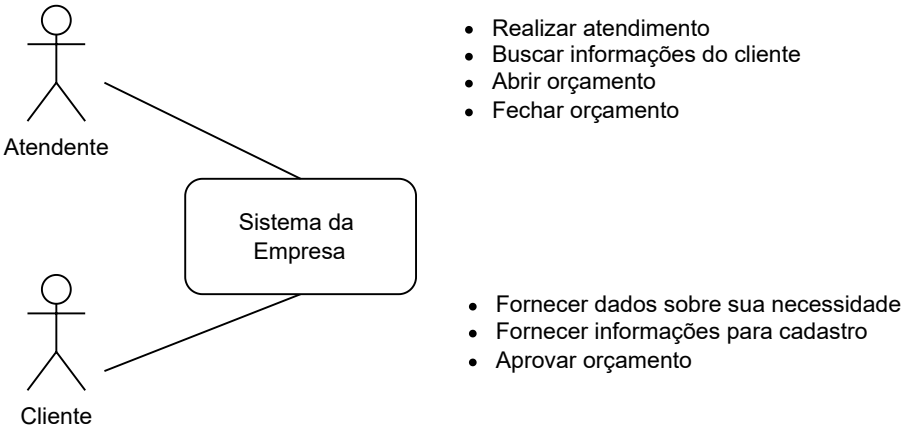 • Realizar atendimento
• Buscar informações do cliente
• Abrir orçamento
• Fechar orçamento
Atendente
Sistema da
Empresa
• Fornecer dados sobre sua necessidade
• Fornecer informações para cadastro
• Aprovar orçamento
Cliente